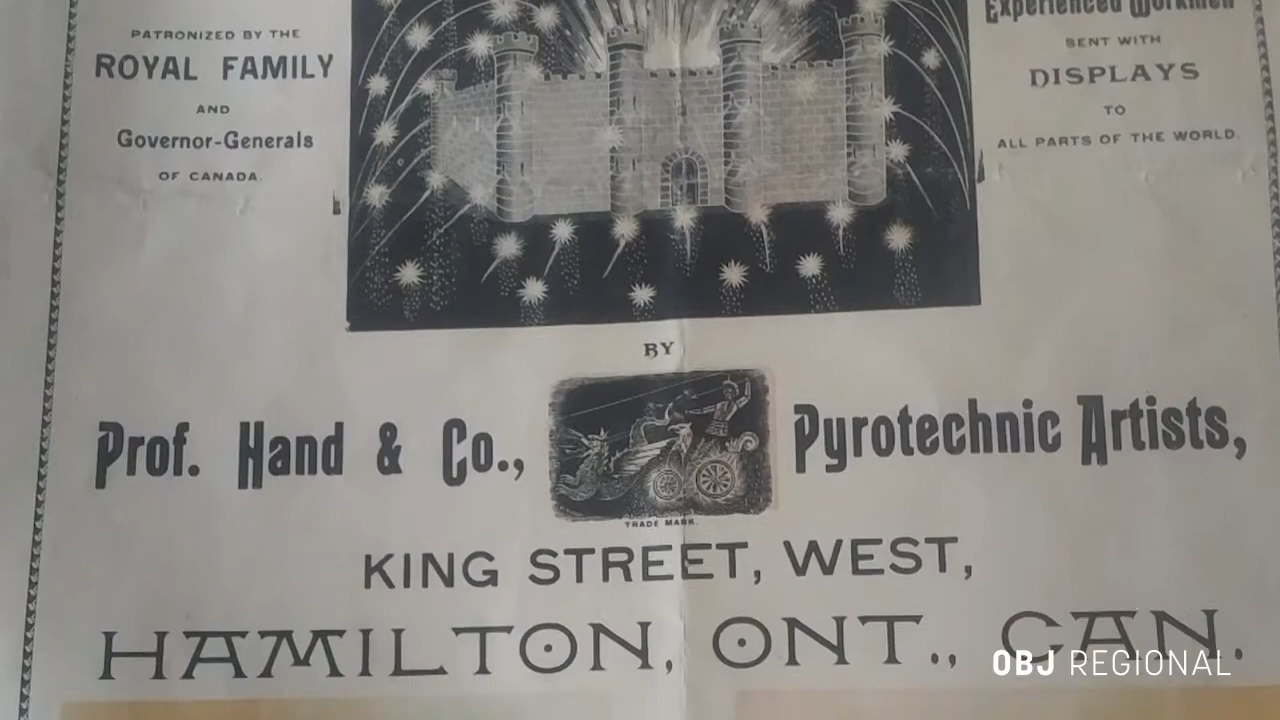 PATRONIZED BY THE
ROYAL FAMILY
AND
Governor-Generals
OF CANADA.
Experienced Workmen
SENT WITH
DISPLAYS
TO
ALL PARTS OF THE WORLD.
BY
Prof. Hand & Co., Pyrotechnic Artists,
TRADE MARK.
KING STREET, WEST,
HAMILTON, ONT., CAN.
OBJ REGIONAL